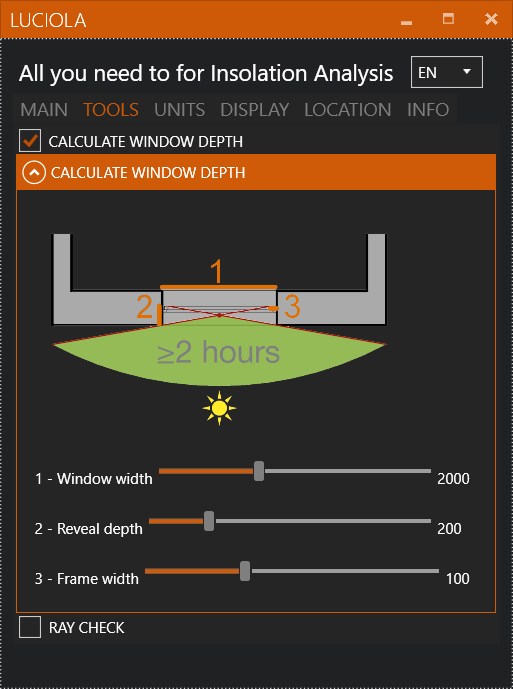 LUCIOLA
All you need to for Insolation Analysis EN
MAIN TOOLS UNITS DISPLAY LOCATION INFO
CALCULATE WINDOW DEPTH
CALCULATE WINDOW DEPTH
1
2 3
≥2 hours
1 - Window width 2000
2 - Reveal depth 200
3 - Frame width 100
RAY CHECK